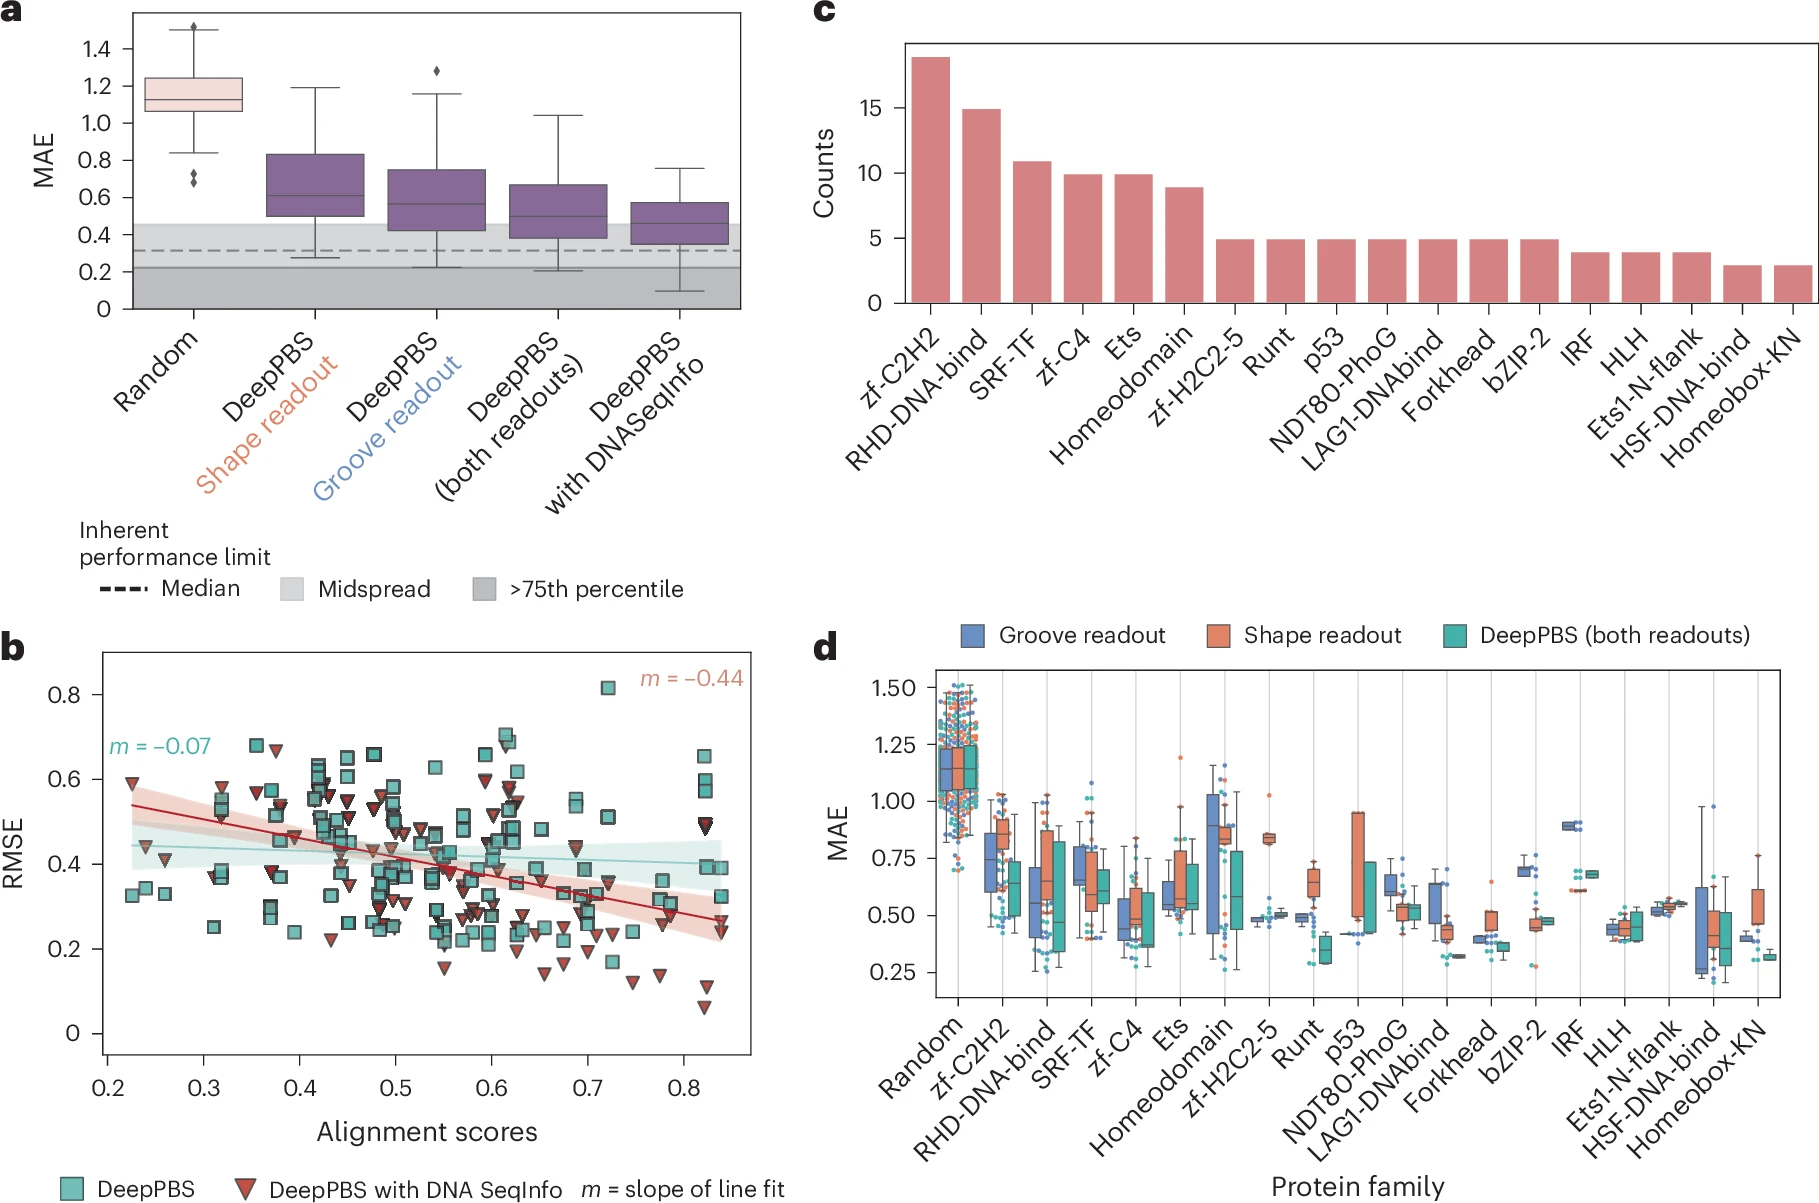 a
1.4
1.2
1.0
0.8
0.6
0.4
0.2
0
MAE
Random
DeepPBS
Shape readout
DeepPBS
Groove readout
DeepPBS
(both readouts)
DeepPBS
with DNASeqInfo
Inherent
performance limit
Median
Midspread
>75th percentile
c
15
10
5
0
Counts
zf-C2H2
RHD-DNA-bind
SRF-TF
zf-C4
Ets
Homeodomain
zf-H2C2-5
Runt
p53
NDT80-PhoG
LAG1-DNAbind
Forkhead
bZIP-2
IRF
HLH
Ets1-N-flank
HSF-DNA-bind
Homeobox-KN
b
m = –0.44
m = –0.07
0.8
0.6
0.4
0.2
0
RMSE
0.2 0.3 0.4 0.5 0.6 0.7 0.8
Alignment scores
DeepPBS
DeepPBS with DNA SeqInfo
m = slope of line fit
d
Groove readout
Shape readout
DeepPBS (both readouts)
1.50
1.25
1.00
0.75
0.50
0.25
MAE
Random
zf-C2H2
RHD-DNA-bind
SRF-TF
zf-C4
Ets
Homeodomain
zf-H2C2-5
Runt
p53
NDT80-PhoG
LAG1-DNAbind
Forkhead
bZIP-2
IRF
HLH
Ets1-N-flank
HSF-DNA-bind
Homeobox-KN
Protein family